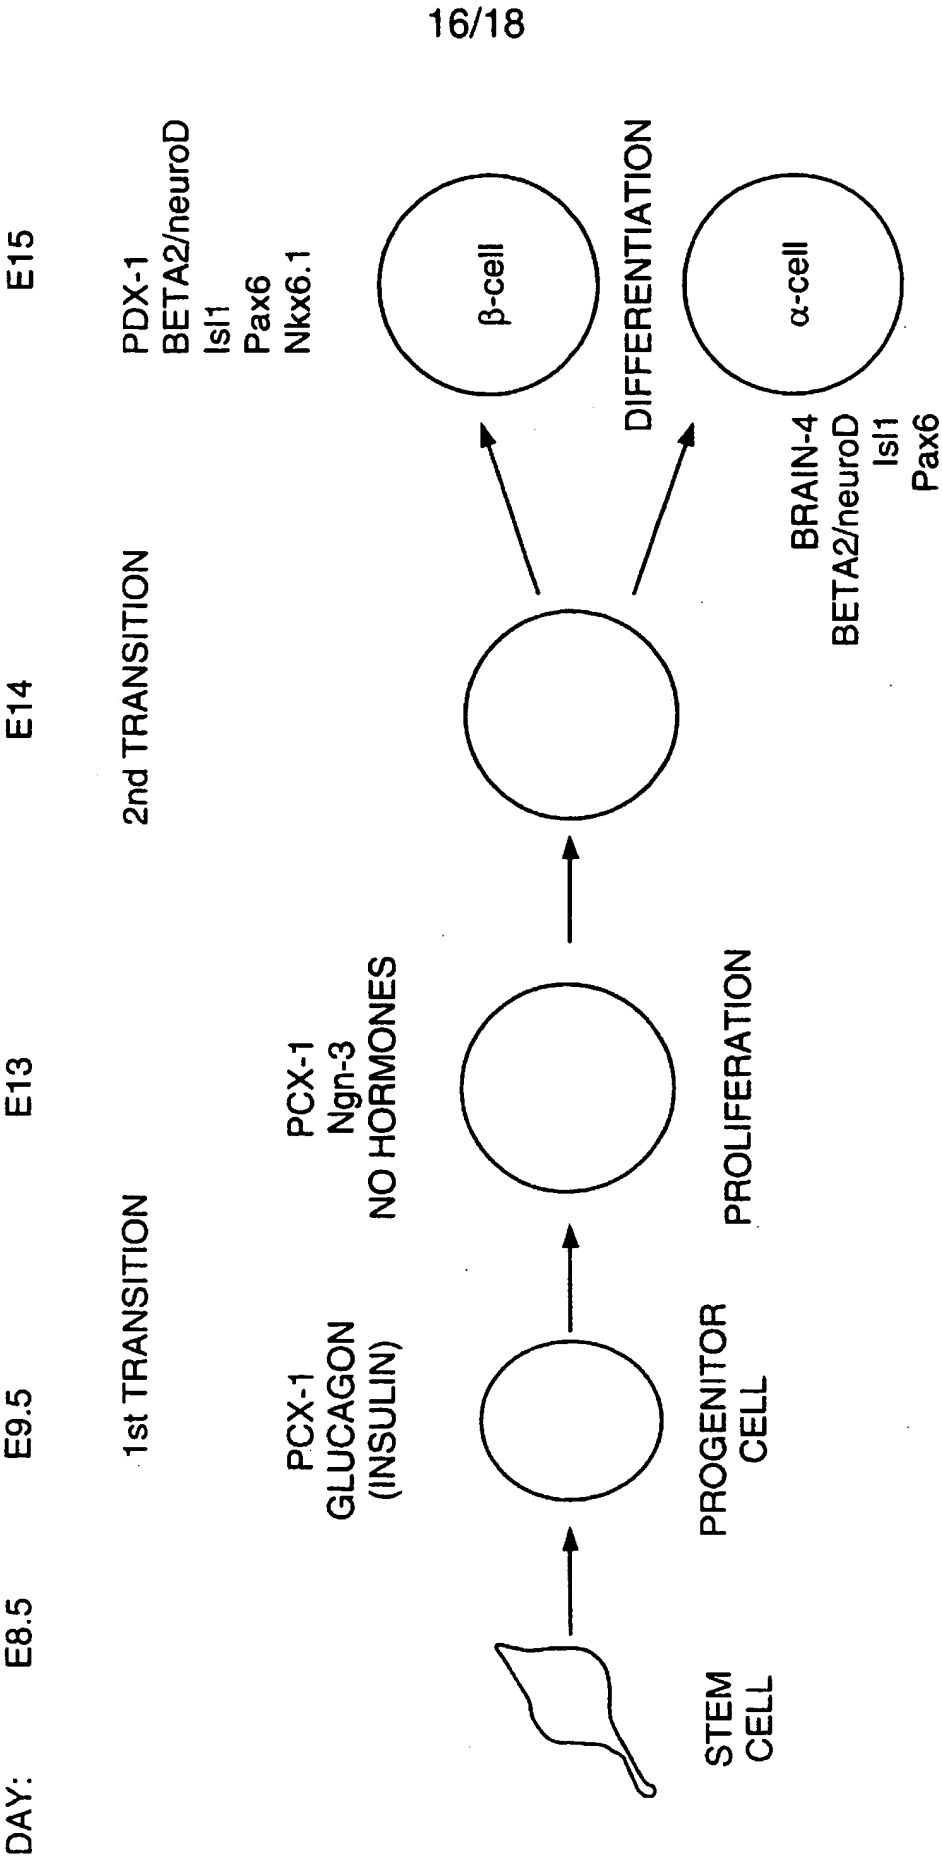 16/18
DAY:
E8.5
E9.5
E13
E14
E15
1st TRANSITION
2nd TRANSITION
PCX-1
GLUCAGON
(INSULIN)
PCX-1
Ngn-3
NO HORMONES
PDX-1
BETA2/neuroD
Isl1
Pax6
Nkx6.1
β-cell
DIFFERENTIATION
α-cell
BRAIN-4
BETA2/neuroD
Isl1
Pax6
STEM
CELL
PROGENITOR
CELL
PROLIFERATION